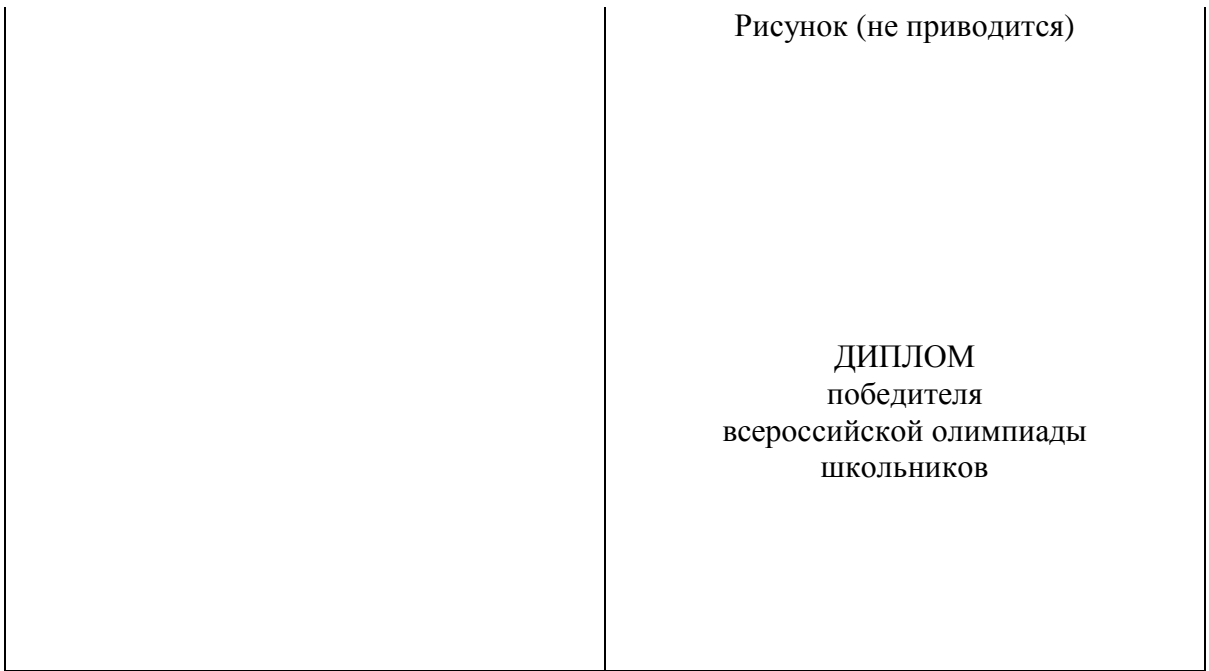 Рисунок (не приводится)
ДИПЛОМ
победителя
всероссийской олимпиады
школьников